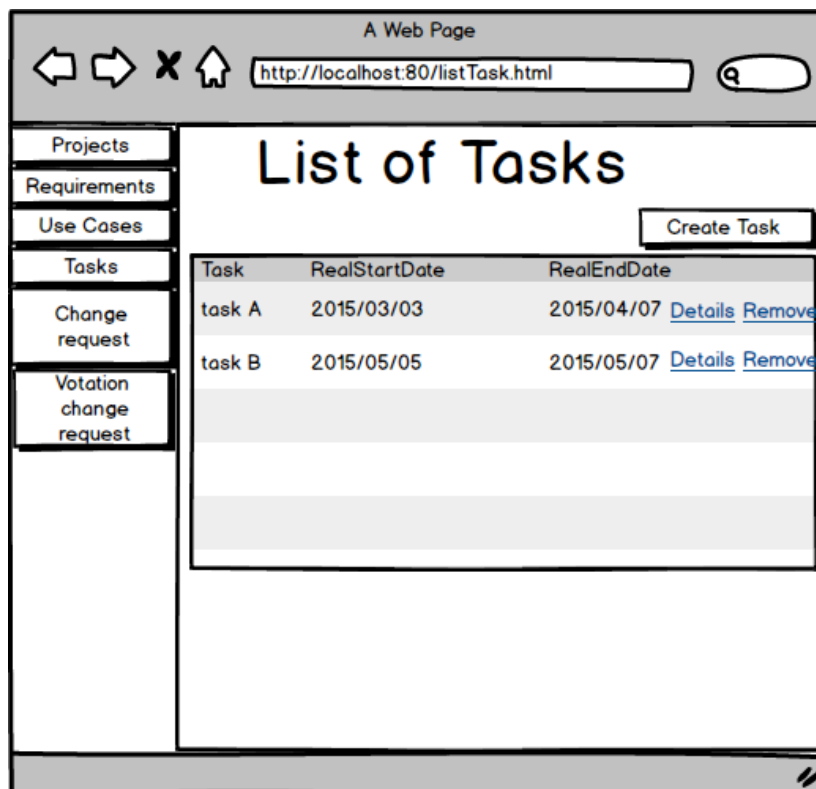 A Web Page
http://localhost:80/listTask.html
Projects
Requirements
Use Cases
Tasks
Change
request
Votation
change
request
List of Tasks
Create Task
Task RealStartDate RealEndDate
task A 2015/03/03 2015/04/07 Details Remove
task B 2015/05/05 2015/05/07 Details Remove